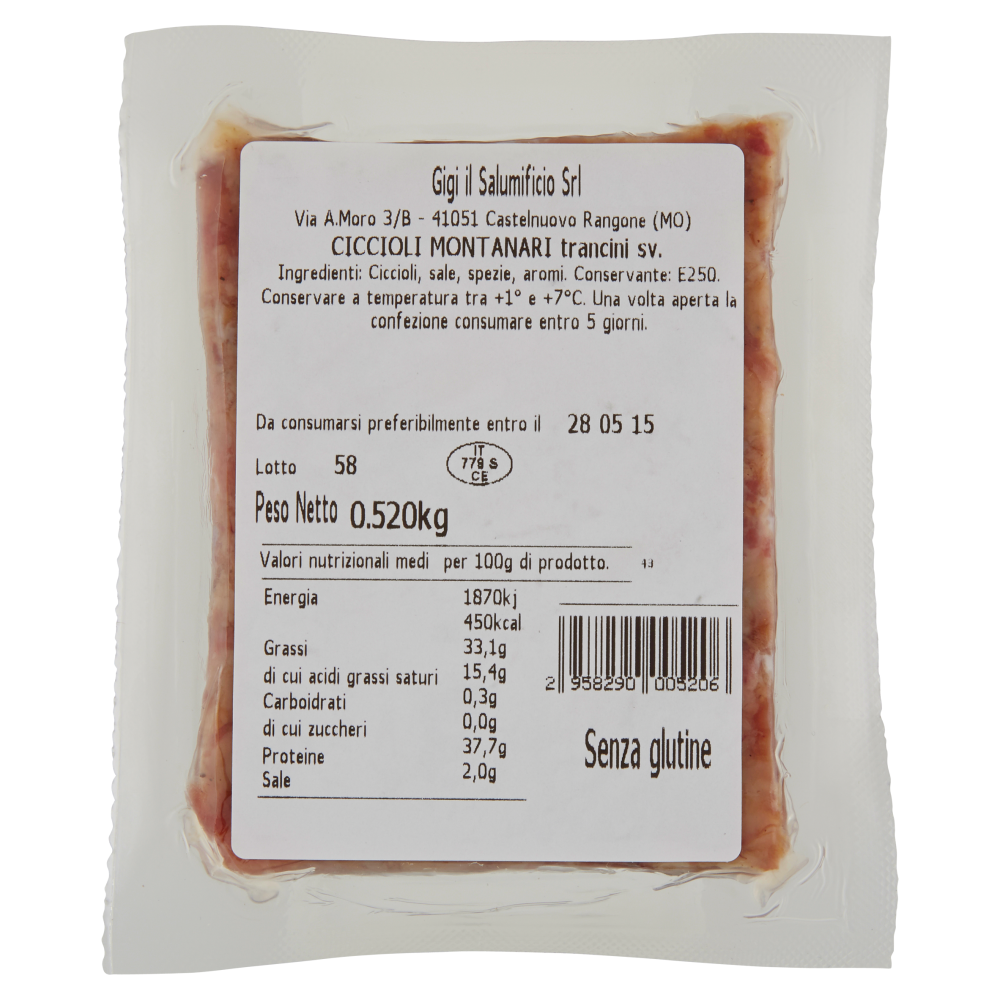 Gigi il Salumificio Srl
Via A.Moro 3/B - 41051 Castelnuovo Rangone (MO)
CICCIOLI MONTANARI trancini sv.
Ingredienti: Ciccioli, sale, spezie, aromi. Conservante: E250.
Conservare a temperatura tra +1° e +7°C. Una volta aperta la
confezione consumare entro 5 giorni.
Da consumarsi preferibilmente entro il 28 05 15
Lotto 58
IT
779 S
CE
Peso Netto 0.520kg
Valori nutrizionali medi per 100g di prodotto. 43
Energia 1870kj
450kcal
Grassi 33,1g
di cui acidi grassi saturi 15,4g
Carboidrati 0,3g
di cui zuccheri 0,0g
Proteine 37,7g
Sale 2,0g
2 958290 005206
Senza glutine